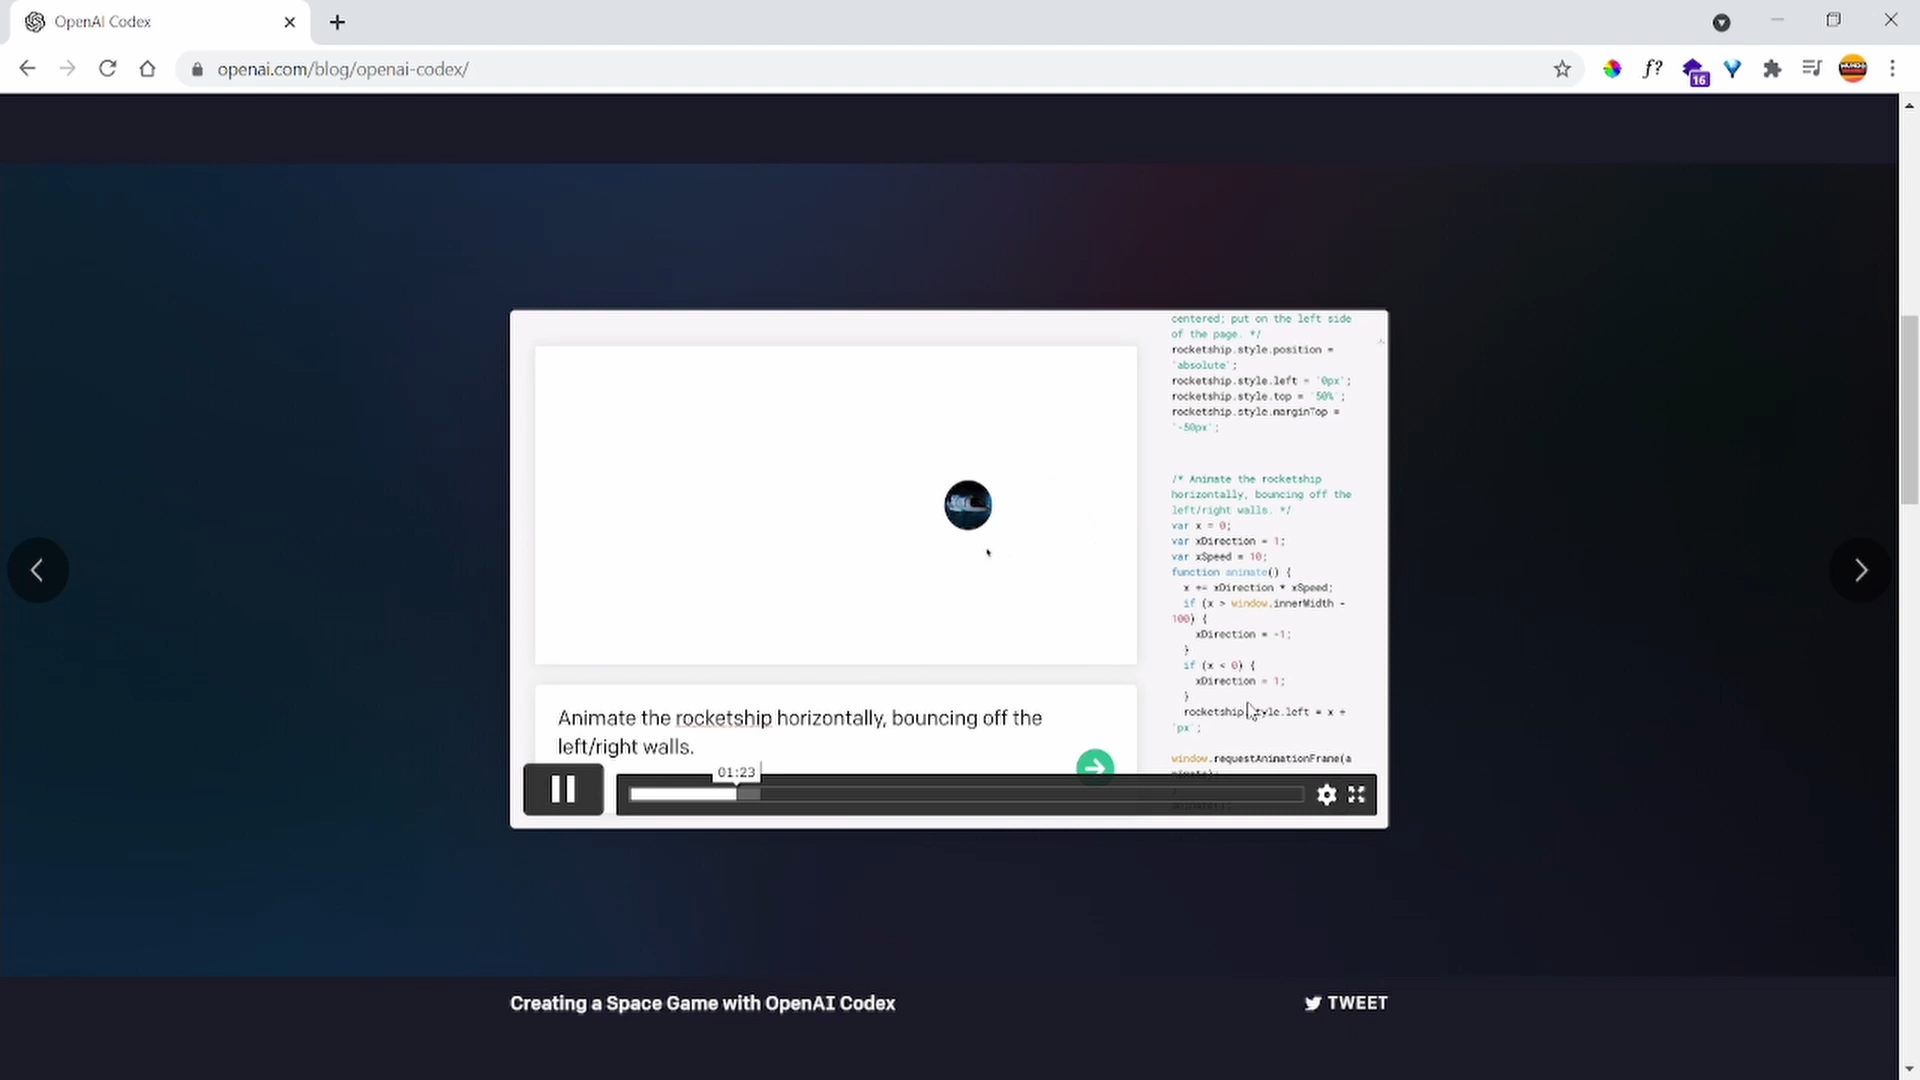 OpenAI Codex
openai.com/blog/openai-codex/
f?
16
centered; put on the left side
of the page. */
rocketship.style.position =
'absolute';
rocketship.style.left = '0px';
rocketship.style.top = '50%';
rocketship.style.marginTop =
'-50px';
/* Animate the rocketship
horizontally, bouncing off the
left/right walls. */
var x = 0;
var xDirection = 1;
var xSpeed = 10;
function animate() {
x += xDirection * xSpeed;
if (x > window.innerWidth -
100) {
xDirection = -1;
}
if (x < 0) {
xDirection = 1;
}
rocketship.style.left = x +
'px';
window.requestAnimationFrame(a
Animate the rocketship horizontally, bouncing off the
left/right walls.
01:23
Creating a Space Game with OpenAI Codex
TWEET